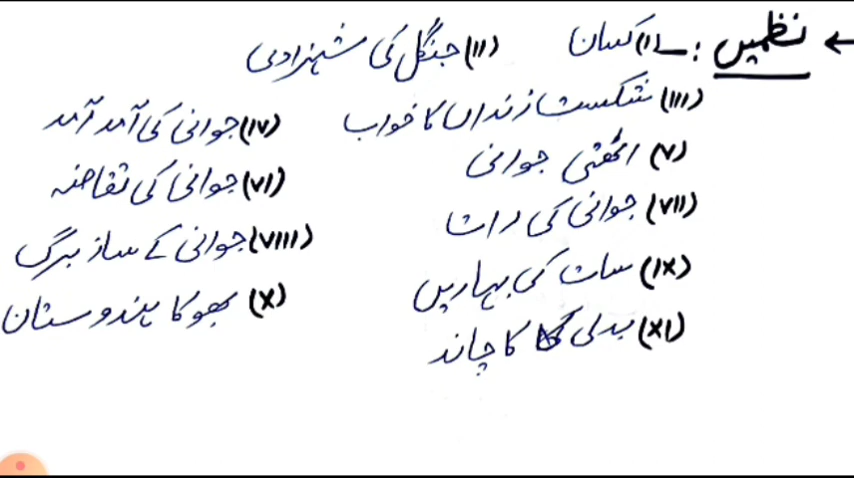 ← نظمیں :— (I) کسان (II) جنگل کی شہزادی
(III) شکست زنداں کا خواب (IV) جوانی کی آمد آمد
(V) اٹھتی جوانی (VI) جوانی کی تقاضہ
(VII) جوانی کی رات (VIII) جوانی کے ساز برگ
(IX) سات کی بہاریں (X) بھوکا ہندوستان
(XI) بدلی کا چاند